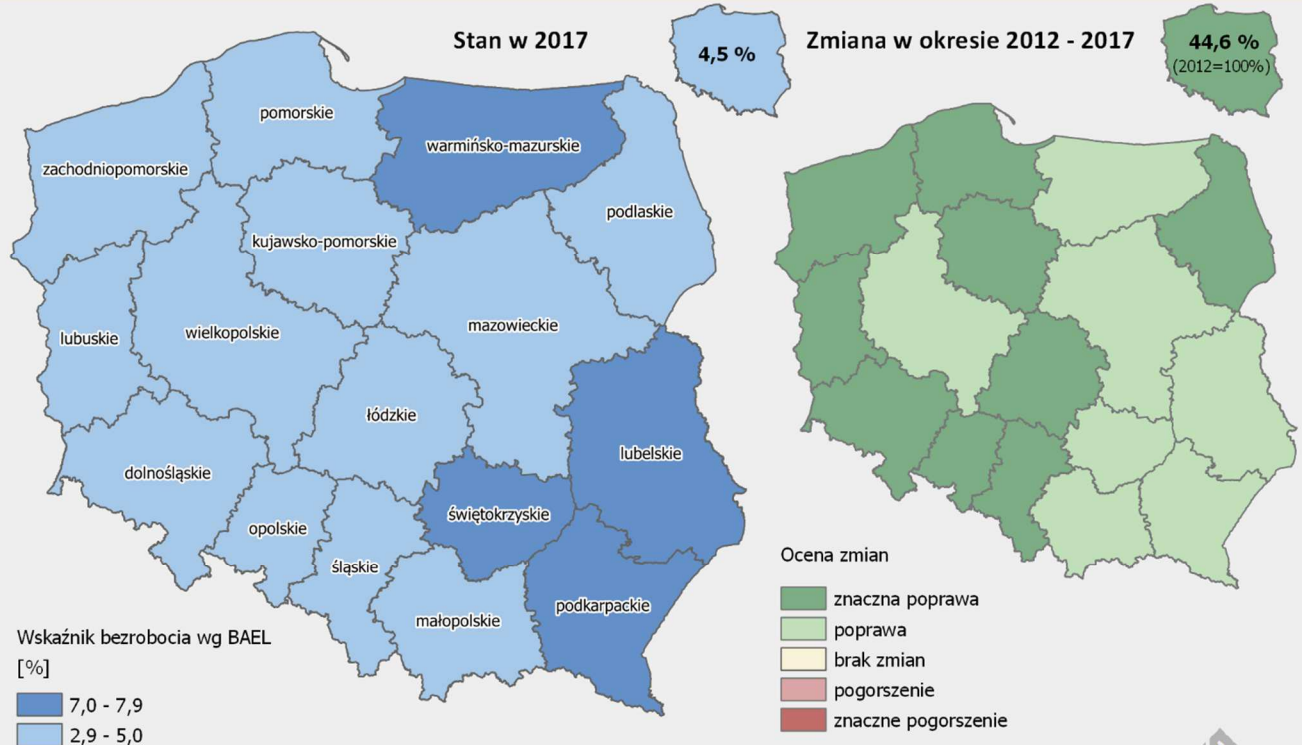 Stan w 2017
4,5 %
Zmiana w okresie 2012 - 2017
44,6 %
(2012=100%)
pomorskie
warmińsko-mazurskie
zachodniopomorskie
podlaskie
kujawsko-pomorskie
mazowieckie
wielkopolskie
lubuskie
łódzkie
lubelskie
dolnośląskie
świętokrzyskie
opolskie
śląskie
podkarpackie
małopolskie
Wskaźnik bezrobocia wg BAEL
[%]
7,0 - 7,9
2,9 - 5,0
Ocena zmian
znaczna poprawa
poprawa
brak zmian
pogorszenie
znaczne pogorszenie